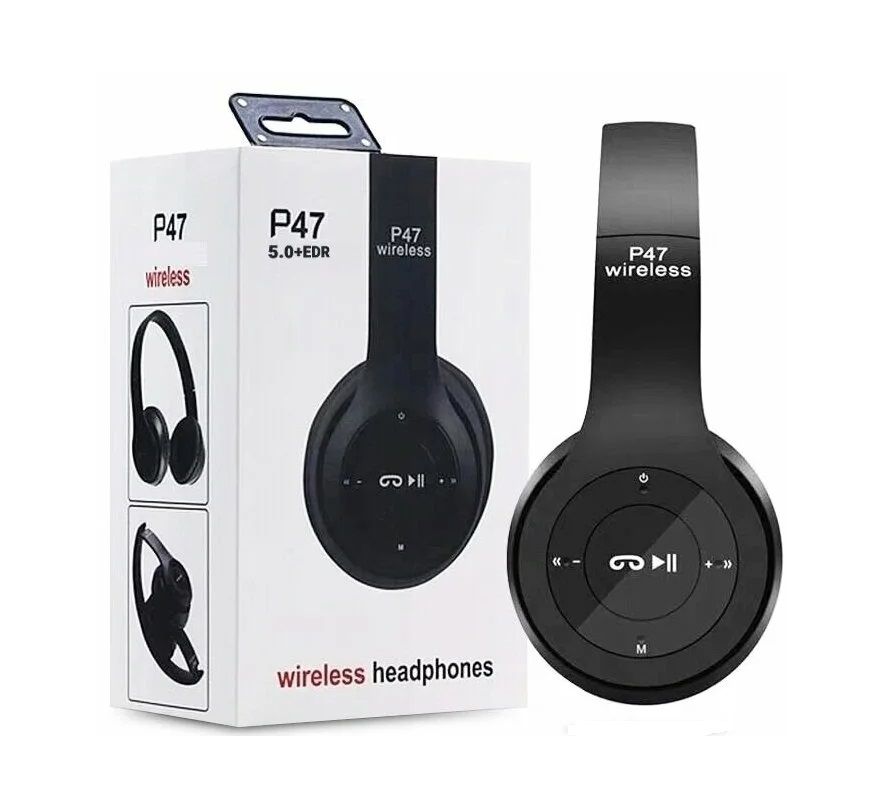 P47
wireless
P47
5.0+EDR
P47
wireless
« -
+ »
M
wireless headphones
P47
wireless
« -
+ »
M